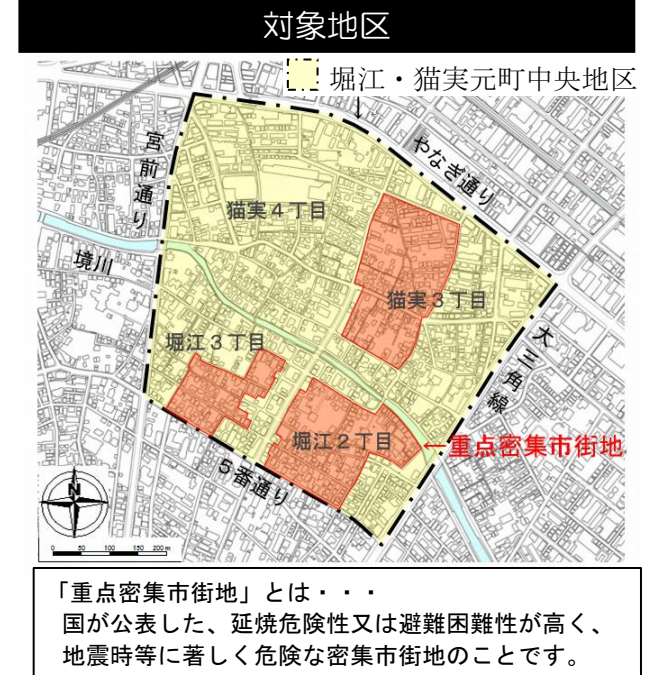 対象地区
堀江・猫実元町中央地区
宮前通り
やなぎ通り
猫実4丁目
境川
猫実3丁目
堀江3丁目
大三角線
堀江2丁目
←重点密集市街地
5番通り
N
0 50 100 150 200 m
「重点密集市街地」とは・・・
国が公表した、延焼危険性又は避難困難性が高く、
地震時等に著しく危険な密集市街地のことです。